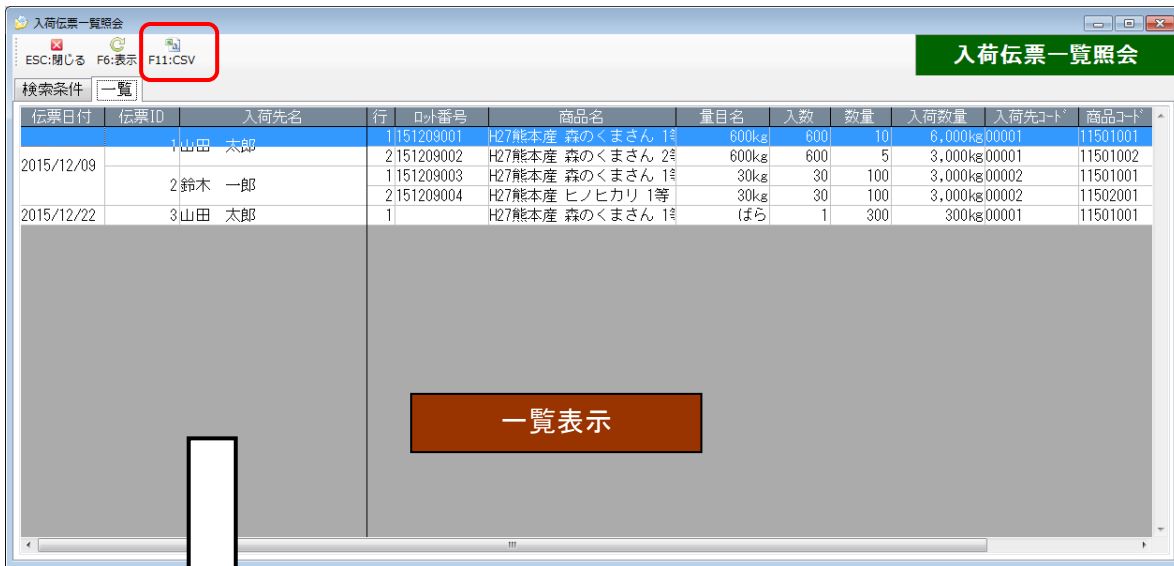 入荷伝票一覧照会
ESC:閉じる F6:表示 F11:CSV
入荷伝票一覧照会
検索条件 一覧
伝票日付 伝票ID 入荷先名 行 ﾛｯﾄ番号 商品名 量目名 入数 数量 入荷数量 入荷先ｺｰﾄﾞ 商品ｺｰﾄﾞ
1 山田 太郎 1 151209001 H27熊本産 森のくまさん 1等 600kg 600 10 6,000kg 00001 11501001
2015/12/09 2 151209002 H27熊本産 森のくまさん 2等 600kg 600 5 3,000kg 00001 11501002
2 鈴木 一郎 1 151209003 H27熊本産 森のくまさん 1等 30kg 30 100 3,000kg 00002 11501001
2 151209004 H27熊本産 ヒノヒカリ 1等 30kg 30 100 3,000kg 00002 11502001
2015/12/22 3 山田 太郎 1 H27熊本産 森のくまさん 1等 ばら 1 300 300kg 00001 11501001
一覧表示